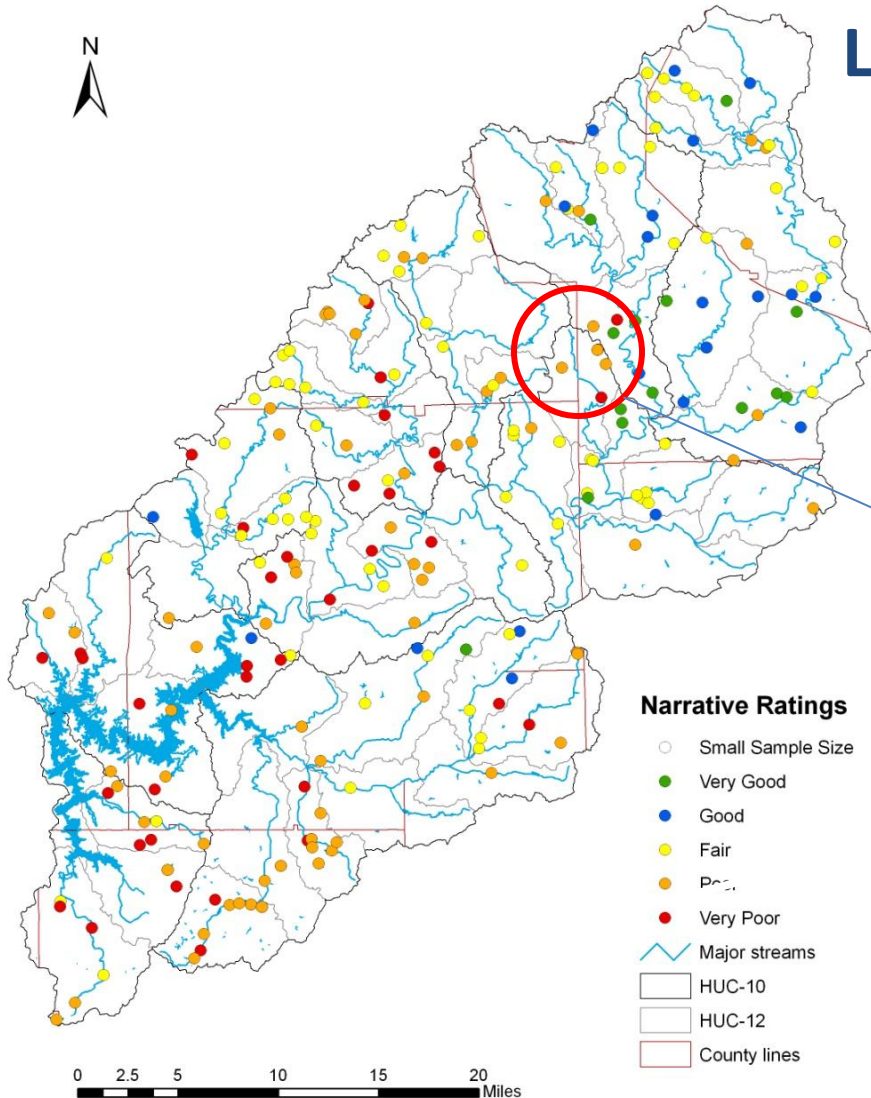 L
N
Narrative Ratings
Small Sample Size
Very Good
Good
Fair
Very Poor
Major streams
HUC-10
HUC-12
County lines
0 2.5 5 10 15 20
Miles